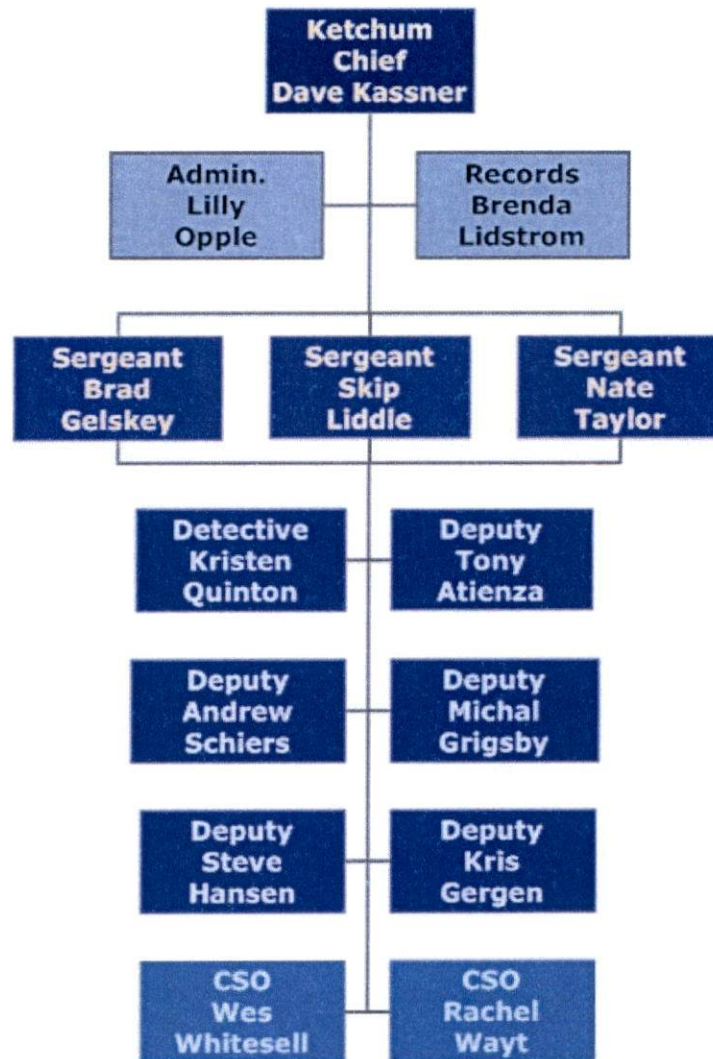 Ketchum
Chief
Dave Kassner
Admin.
Lilly
Opple
Records
Brenda
Lidstrom
Sergeant
Brad
Gelskey
Sergeant
Skip
Liddle
Sergeant
Nate
Taylor
Detective
Kristen
Quinton
Deputy
Tony
Atienza
Deputy
Andrew
Schiers
Deputy
Michal
Grigsby
Deputy
Steve
Hansen
Deputy
Kris
Gergen
CSO
Wes
Whitesell
CSO
Rachel
Wayt